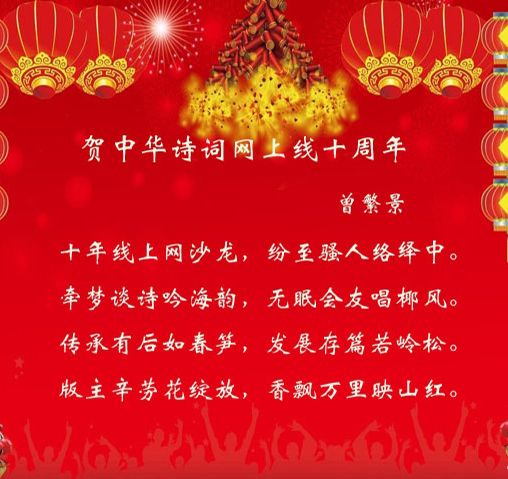 贺中华诗词网上线十周年
曾繁景
十年线上网沙龙，纷至骚人络绎中。
牵梦谈诗吟海韵，无眠会友唱椰风。
传承有后如春笋，发展存篇若岭松。
版主辛劳花绽放，香飘万里映山红。